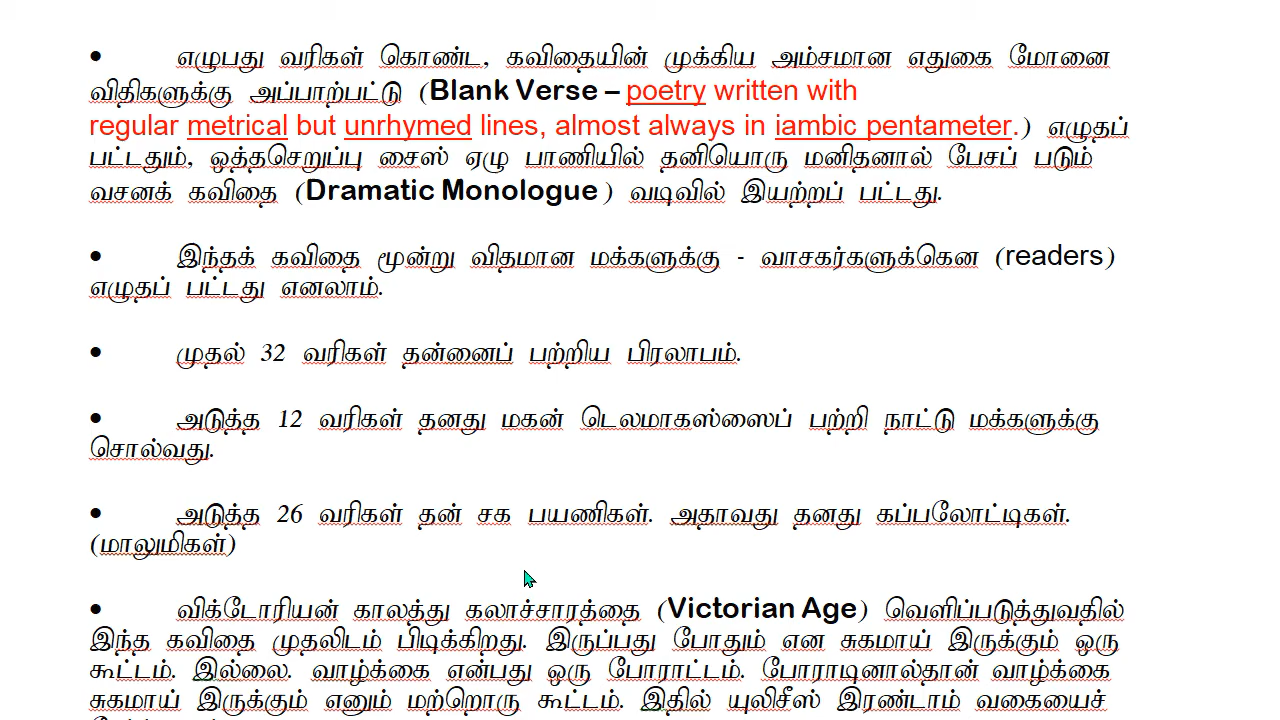 • எழுபது வரிகள் கொண்ட, கவிதையின் முக்கிய அம்சமான எதுகை மோனை
விதிகளுக்கு அப்பாற்பட்டு (Blank Verse – poetry written with
regular metrical but unrhymed lines, almost always in iambic pentameter.) எழுதப்
பட்டதும், ஒத்தசெறுப்பு சைஸ் ஏழு பாணியில் தனியொரு மனிதனால் பேசப் படும்
வசனக் கவிதை (Dramatic Monologue ) வடிவில் இயற்றப் பட்டது.
• இந்தக் கவிதை மூன்று விதமான மக்களுக்கு - வாசகர்களுக்கென (readers)
எழுதப் பட்டது எனலாம்.
• முதல் 32 வரிகள் தன்னைப் பற்றிய பிரலாபம்.
• அடுத்த 12 வரிகள் தனது மகன் டெலமாகஸ்ஸைப் பற்றி நாட்டு மக்களுக்கு
சொல்வது.
• அடுத்த 26 வரிகள் தன் சக பயணிகள். அதாவது தனது கப்பலோட்டிகள்.
(மாலுமிகள்)
• விக்டோரியன் காலத்து கலாச்சாரத்தை (Victorian Age) வெளிப்படுத்துவதில்
இந்த கவிதை முதலிடம் பிடிக்கிறது. இருப்பது போதும் என சுகமாய் இருக்கும் ஒரு
கூட்டம். இல்லை. வாழ்க்கை என்பது ஒரு போராட்டம். போராடினால்தான் வாழ்க்கை
சுகமாய் இருக்கும் எனும் மற்றொரு கூட்டம். இதில் யுலிசீஸ் இரண்டாம் வகையைச்